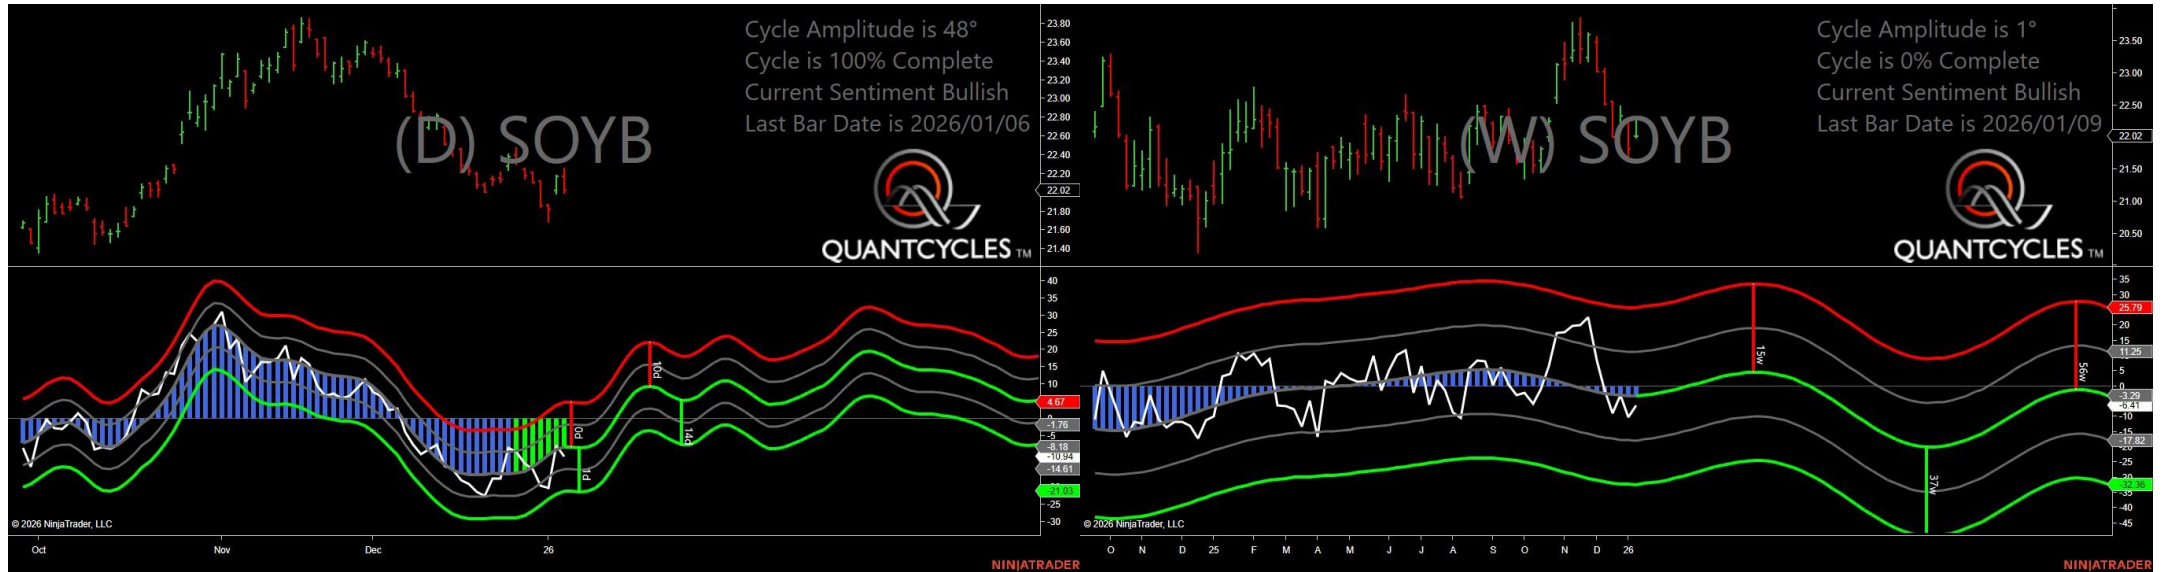 Cycle Amplitude is 48°
Cycle is 100% Complete
Current Sentiment Bullish
Last Bar Date is 2026/01/06
(D) SOYB
QUANTCYCLES TM
23.80
23.60
23.40
23.20
23.00
22.80
22.60
22.40
22.20
22.02
21.80
21.60
21.40
40
35
30
25
20
15
10
4.67
0
-1.76
-5
-8.18
-10.94
-14.61
-21.03
-25
-30
0d
1d
10d
14d
© 2026 NinjaTrader, LLC
Oct
Nov
Dec
26
NINJATRADER
Cycle Amplitude is 1°
Cycle is 0% Complete
Current Sentiment Bullish
Last Bar Date is 2026/01/09
(W) SOYB
QUANTCYCLES TM
23.50
23.00
22.50
22.02
21.50
21.00
20.50
35
30
25.79
20
15
11.25
5
0
-3.29
-6.41
-10
-15
-17.82
-25
-32.36
-35
-40
-45
15w
37w
56w
© 2026 NinjaTrader, LLC
O N D 25 F M A M J J A S O N D 26
NINJATRADER